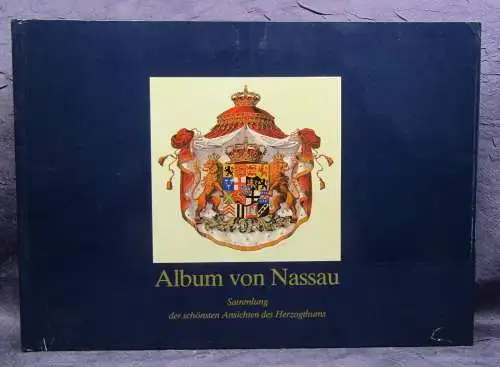 Album von Nassau
Sammlung
der schönsten Ansichten des Herzogthums